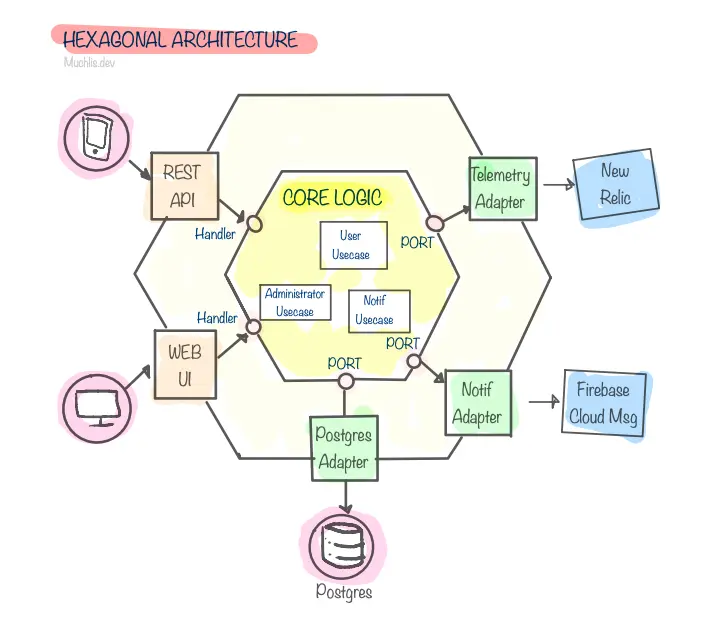 HEXAGONAL ARCHITECTURE
Muchlis.dev
REST
API
Handler
CORE LOGIC
User
Usecase
PORT
Telemetry
Adapter
New
Relic
Administrator
Usecase
Notif
Usecase
Handler
WEB
UI
PORT
PORT
Notif
Adapter
Firebase
Cloud Msg
Postgres
Adapter
Postgres